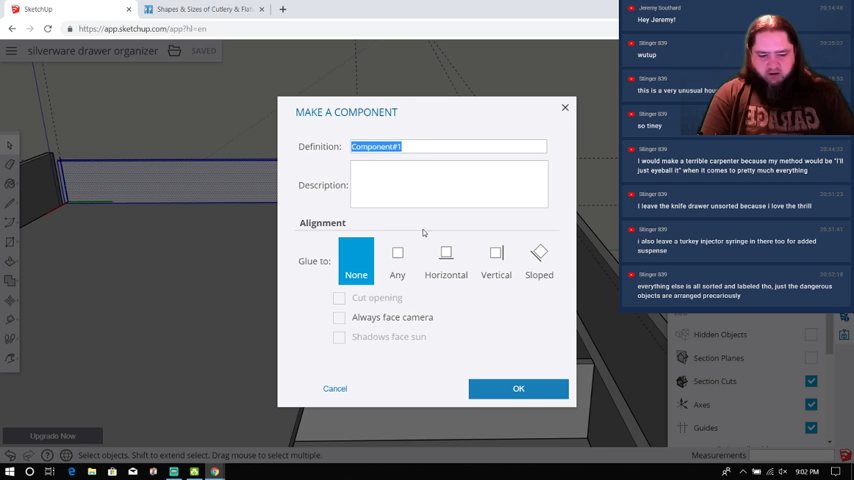 SketchUp
Shapes & Sizes of Cutlery & Flat
https://app.sketchup.com/app?hl=en
silverware drawer organizer
SAVED
MAKE A COMPONENT
Definition:
Component#1
Description:
Alignment
Glue to:
None
Any
Horizontal
Vertical
Sloped
Cut opening
Always face camera
Shadows face sun
Cancel
OK
Jeremy Southard
Hey Jeremy!
Stinger 839
wutup
Stinger 839
this is a very unusual hou
Stinger 839
so tiney
Stinger 839
I would make a terrible carpenter because my method would be "I'll
just eyeball it" when it comes to pretty much everything
Stinger 839
I leave the knife drawer unsorted because i love the thrill
Stinger 839
i also leave a turkey injector syringe in there too for added
suspense
Stinger 839
everything else is all sorted and labeled tho, just the dangerous
objects are arranged precariously
GARAGE
Hidden Objects
Section Planes
Section Cuts
Axes
Guides
Upgrade Now
Select objects. Shift to extend select. Drag mouse to select multiple.
Measurements
9:02 PM